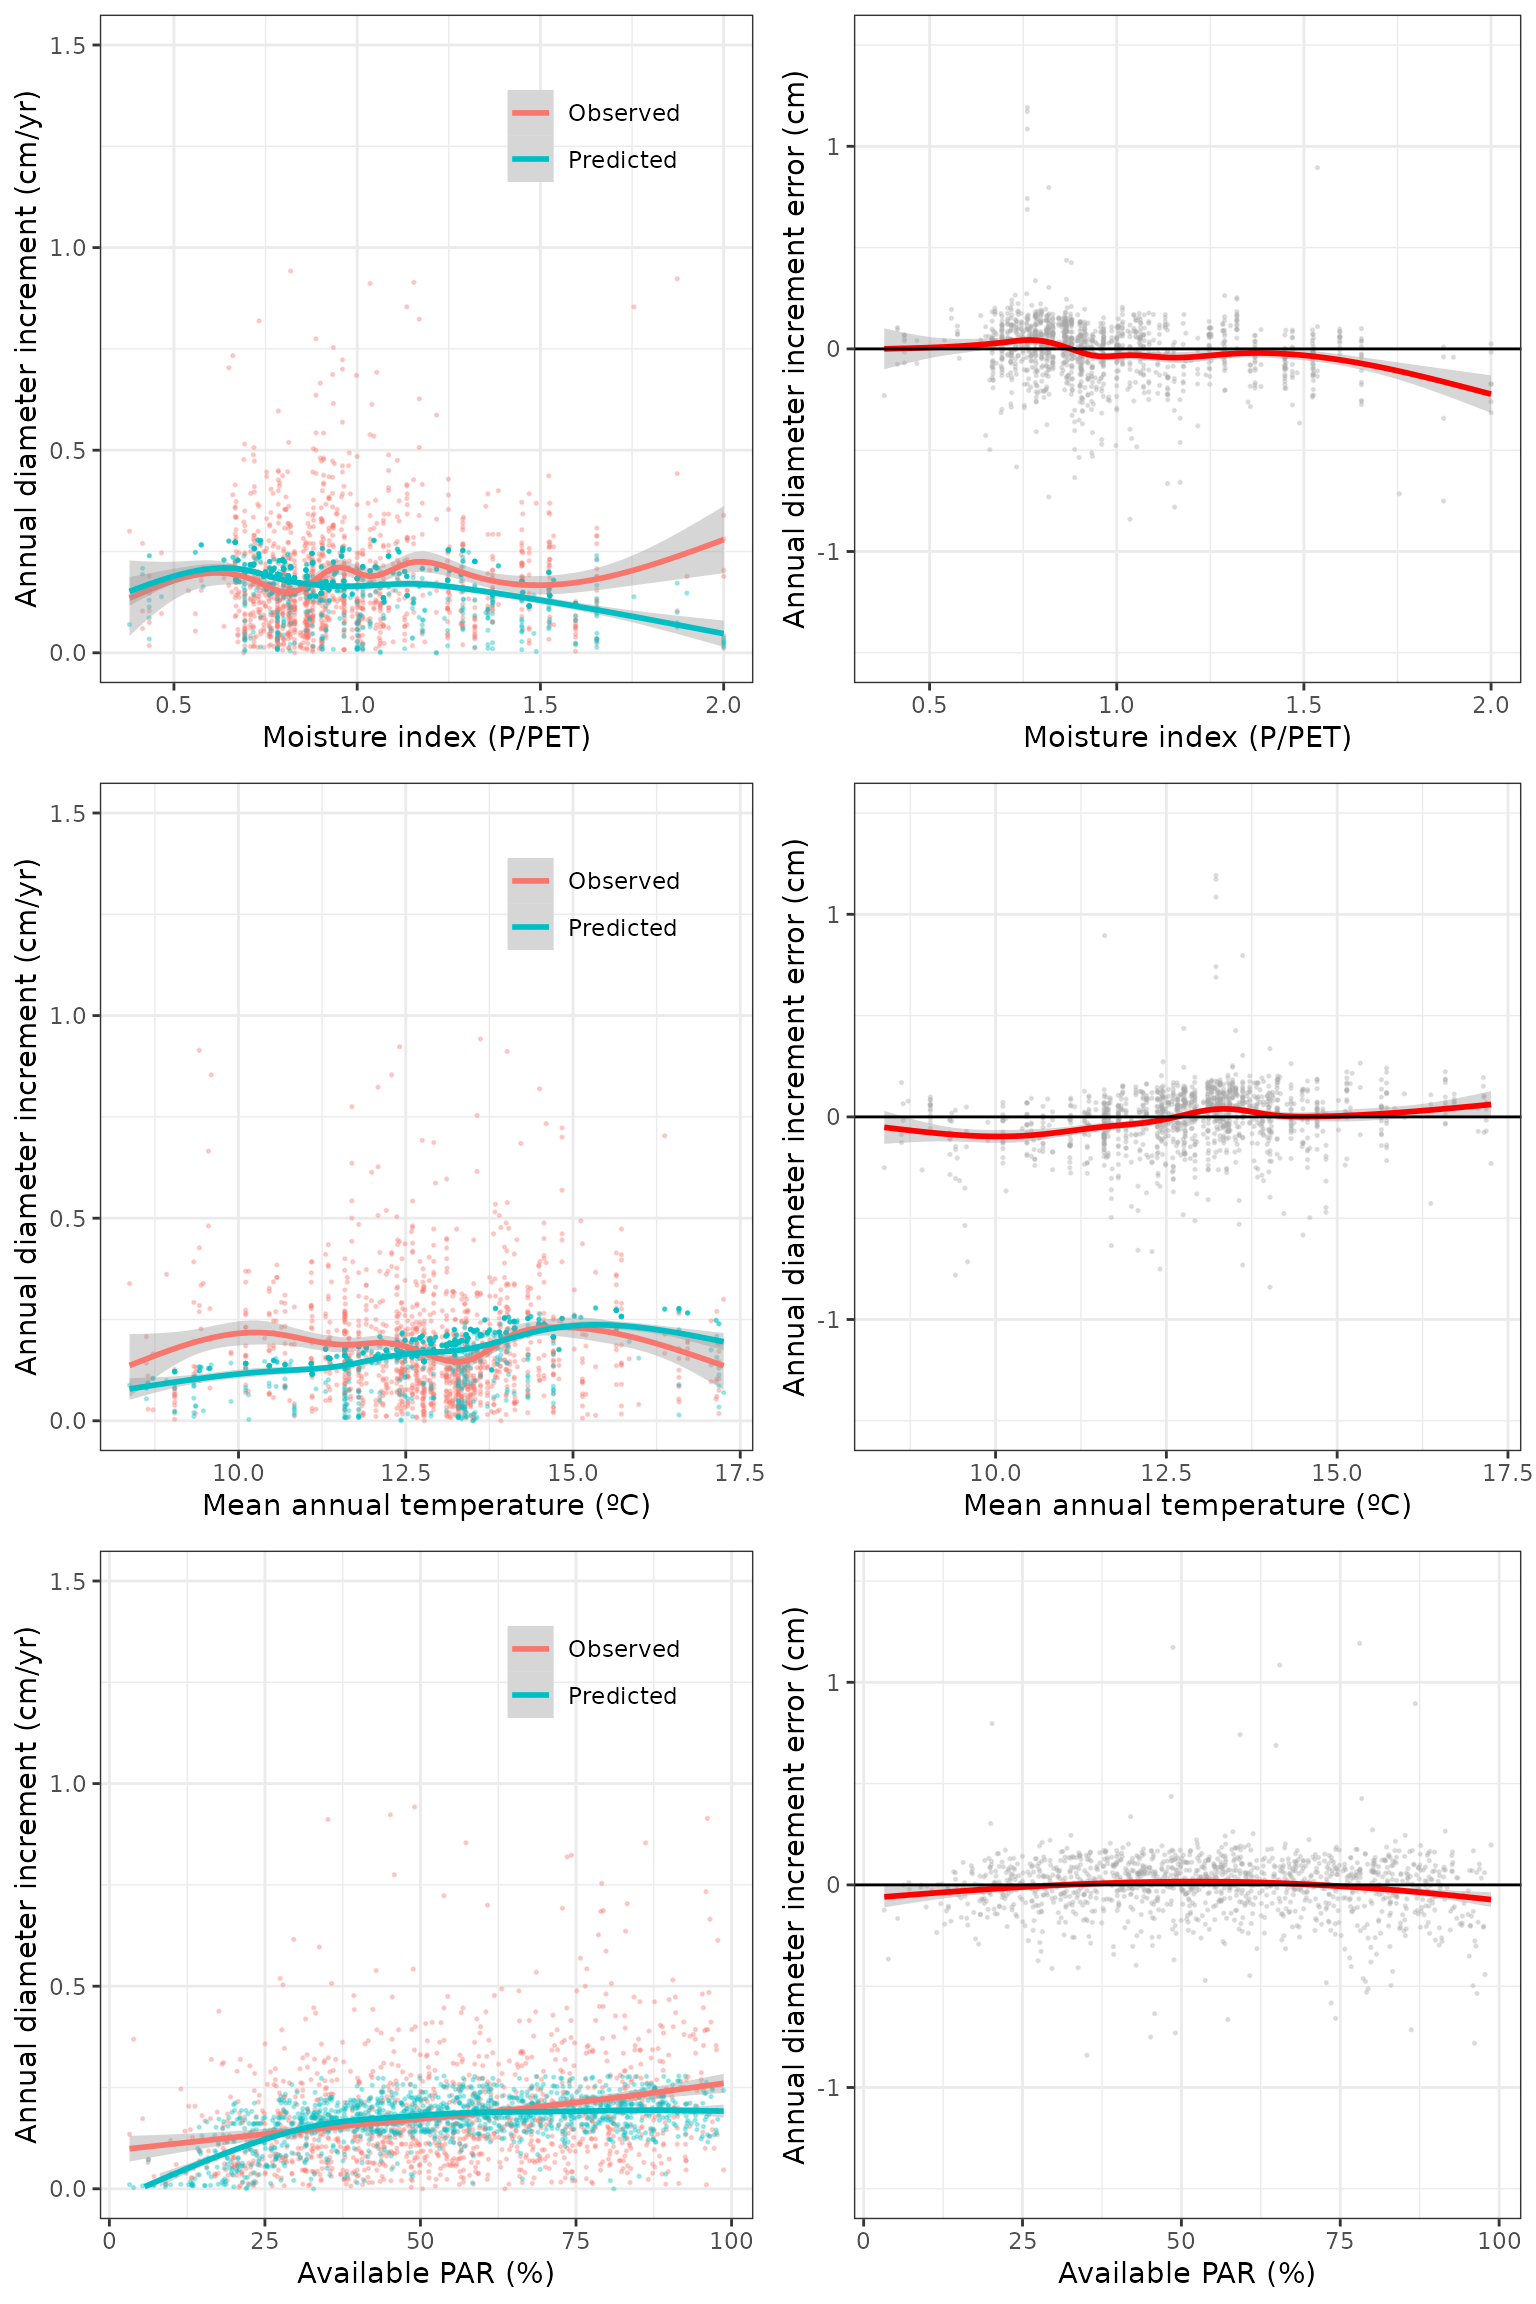 Annual diameter increment (cm/yr)
1.5
1.0
0.5
0.0
Observed
Predicted
0.5 1.0 1.5 2.0
Moisture index (P/PET)
Annual diameter increment error (cm)
1
0
-1
0.5 1.0 1.5 2.0
Moisture index (P/PET)
Annual diameter increment (cm/yr)
1.5
1.0
0.5
0.0
Observed
Predicted
10.0 12.5 15.0 17.5
Mean annual temperature (ºC)
Annual diameter increment error (cm)
1
0
-1
10.0 12.5 15.0 17.5
Mean annual temperature (ºC)
Annual diameter increment (cm/yr)
1.5
1.0
0.5
0.0
Observed
Predicted
0 25 50 75 100
Available PAR (%)
Annual diameter increment error (cm)
1
0
-1
0 25 50 75 100
Available PAR (%)